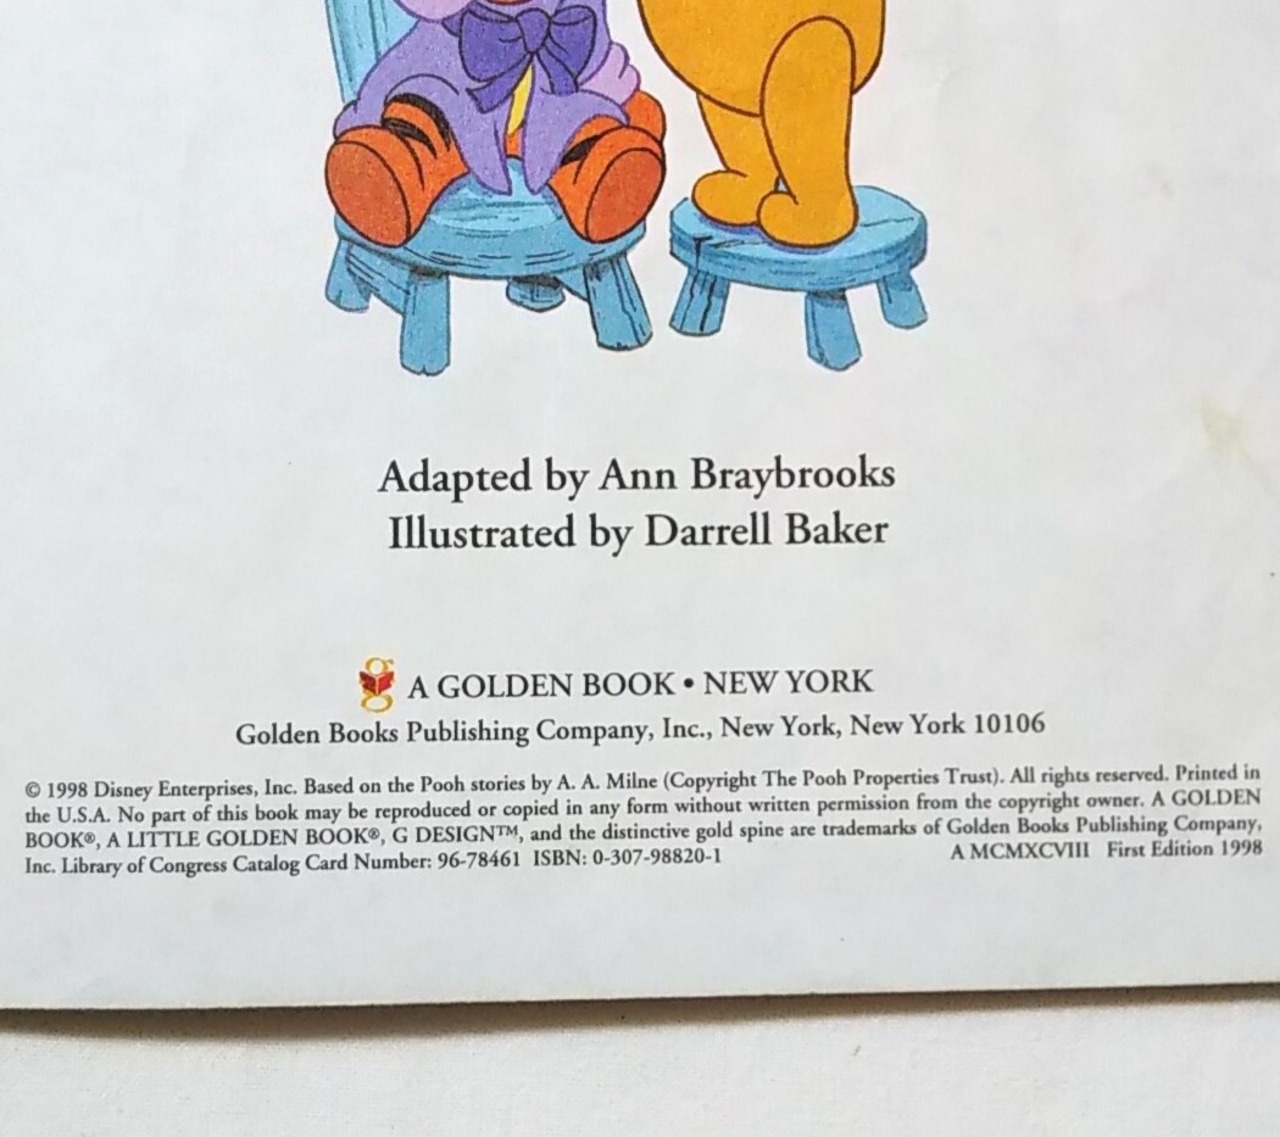 Adapted by Ann Braybrooks
Illustrated by Darrell Baker
g A GOLDEN BOOK • NEW YORK
Golden Books Publishing Company, Inc., New York, New York 10106
© 1998 Disney Enterprises, Inc. Based on the Pooh stories by A. A. Milne (Copyright The Pooh Properties Trust). All rights reserved. Printed in
the U.S.A. No part of this book may be reproduced or copied in any form without written permission from the copyright owner. A GOLDEN
BOOK®, A LITTLE GOLDEN BOOK®, G DESIGN™, and the distinctive gold spine are trademarks of Golden Books Publishing Company,
Inc. Library of Congress Catalog Card Number: 96-78461 ISBN: 0-307-98820-1 A MCMXCVIII First Edition 1998